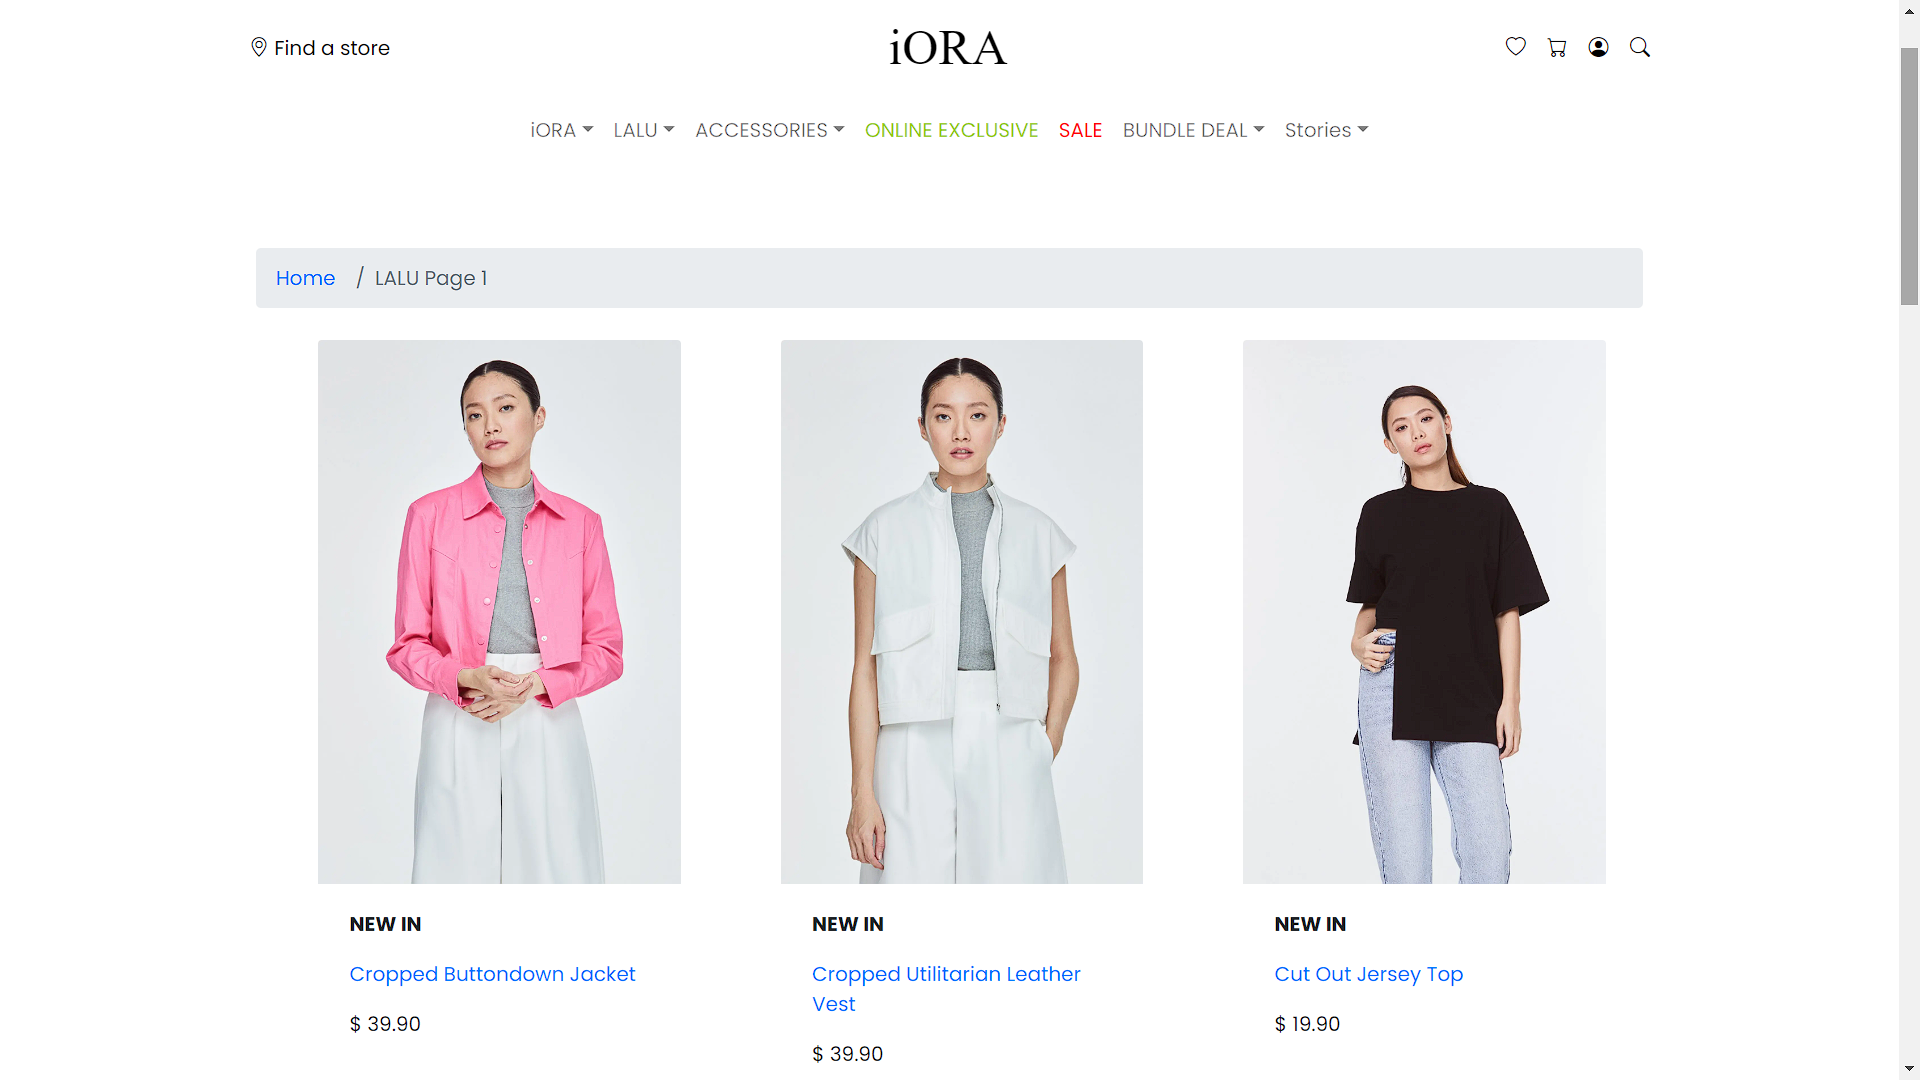 Find a store
iORA
iORA
LALU
ACCESSORIES
ONLINE EXCLUSIVE
SALE
BUNDLE DEAL
Stories
Home / LALU Page 1
NEW IN
Cropped Buttondown Jacket
$ 39.90
NEW IN
Cropped Utilitarian Leather
Vest
$ 39.90
NEW IN
Cut Out Jersey Top
$ 19.90